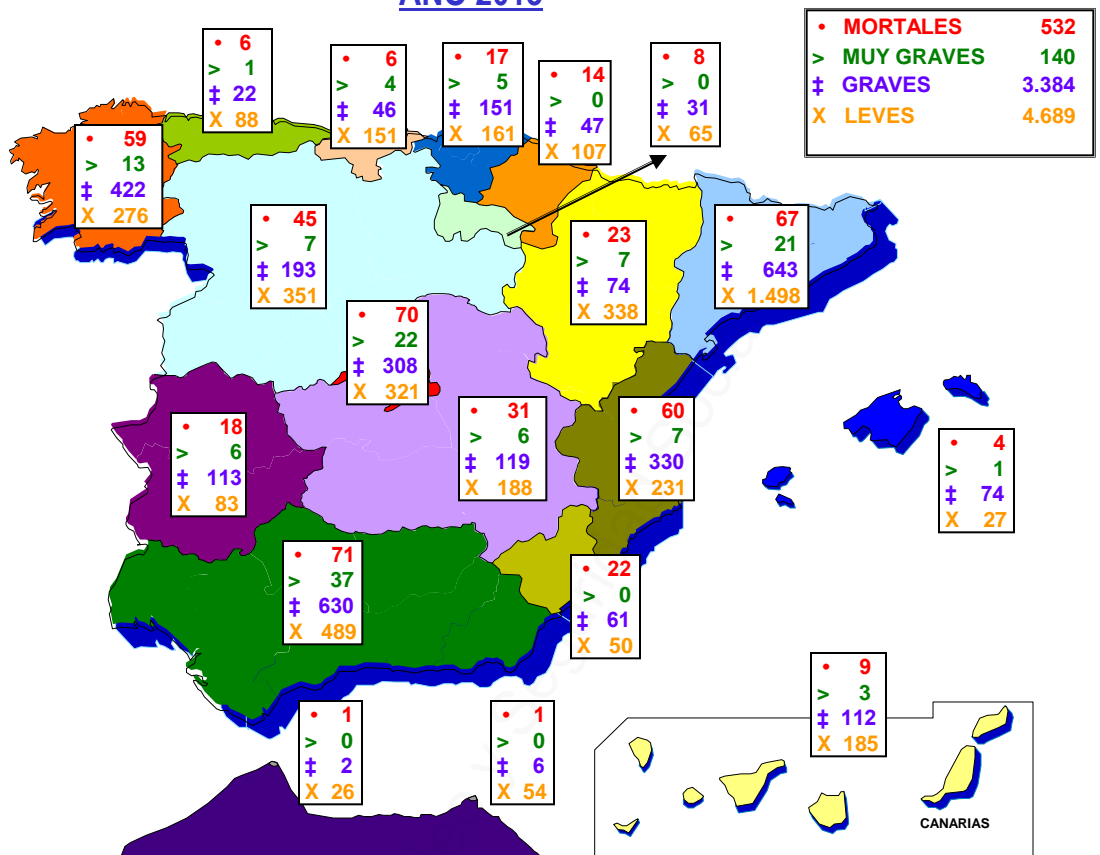 • MORTALES 532
> MUY GRAVES 140
‡ GRAVES 3.384
X LEVES 4.689
• 6
> 1
‡ 22
X 88
• 6
> 4
‡ 46
X 151
• 17
> 5
‡ 151
X 161
• 14
> 0
‡ 47
X 107
• 8
> 0
‡ 31
X 65
• 59
> 13
‡ 422
X 276
• 45
> 7
‡ 193
X 351
• 23
> 7
‡ 74
X 338
• 67
> 21
‡ 643
X 1.498
• 70
> 22
‡ 308
X 321
• 18
> 6
‡ 113
X 83
• 31
> 6
‡ 119
X 188
• 60
> 7
‡ 330
X 231
• 4
> 1
‡ 74
X 27
• 71
> 37
‡ 630
X 489
• 22
> 0
‡ 61
X 50
• 1
> 0
‡ 2
X 26
• 1
> 0
‡ 6
X 54
• 9
> 3
‡ 112
X 185
CANARIAS